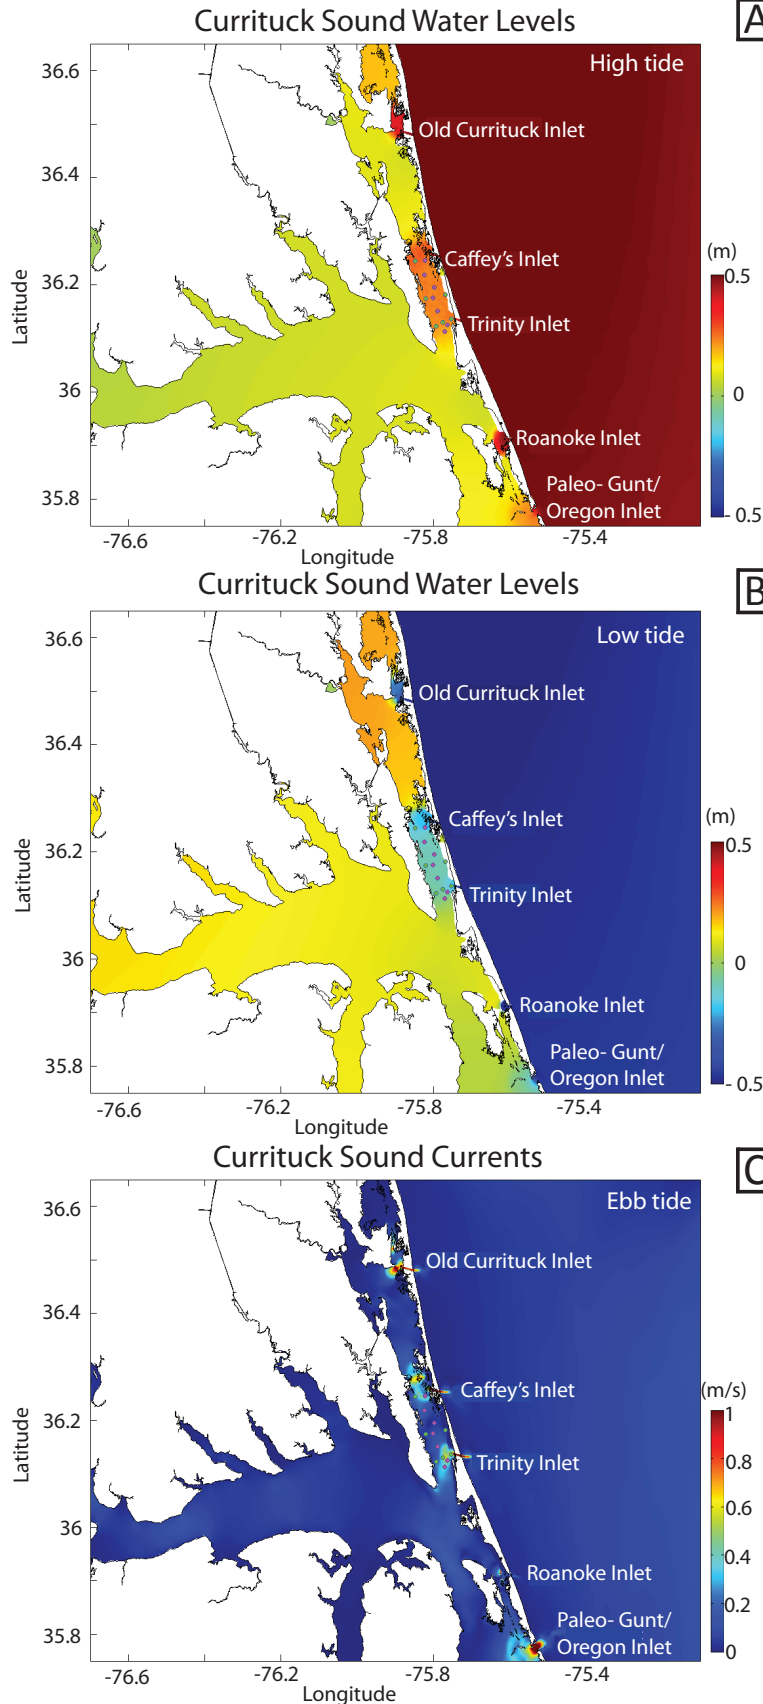 Currituck Sound Water Levels
A
High tide
36.6
Old Currituck Inlet
36.4
Caffey's Inlet
(m)
0.5
36.2
Trinity Inlet
Latitude
0
36
Roanoke Inlet
Paleo- Gunt/
Oregon Inlet
35.8
- 0.5
-76.6
-76.2
-75.8
-75.4
Longitude
Currituck Sound Water Levels
B
Low tide
36.6
Old Currituck Inlet
36.4
Caffey's Inlet
(m)
0.5
36.2
Trinity Inlet
Latitude
0
36
Roanoke Inlet
Paleo- Gunt/
Oregon Inlet
35.8
- 0.5
-76.6
-76.2
-75.8
-75.4
Longitude
Currituck Sound Currents
C
Ebb tide
36.6
Old Currituck Inlet
36.4
Caffey's Inlet
(m/s)
1
36.2
Trinity Inlet
0.8
Latitude
0.6
36
0.4
Roanoke Inlet
0.2
Paleo- Gunt/
Oregon Inlet
35.8
0
-76.6
-76.2
-75.8
-75.4
Longitude